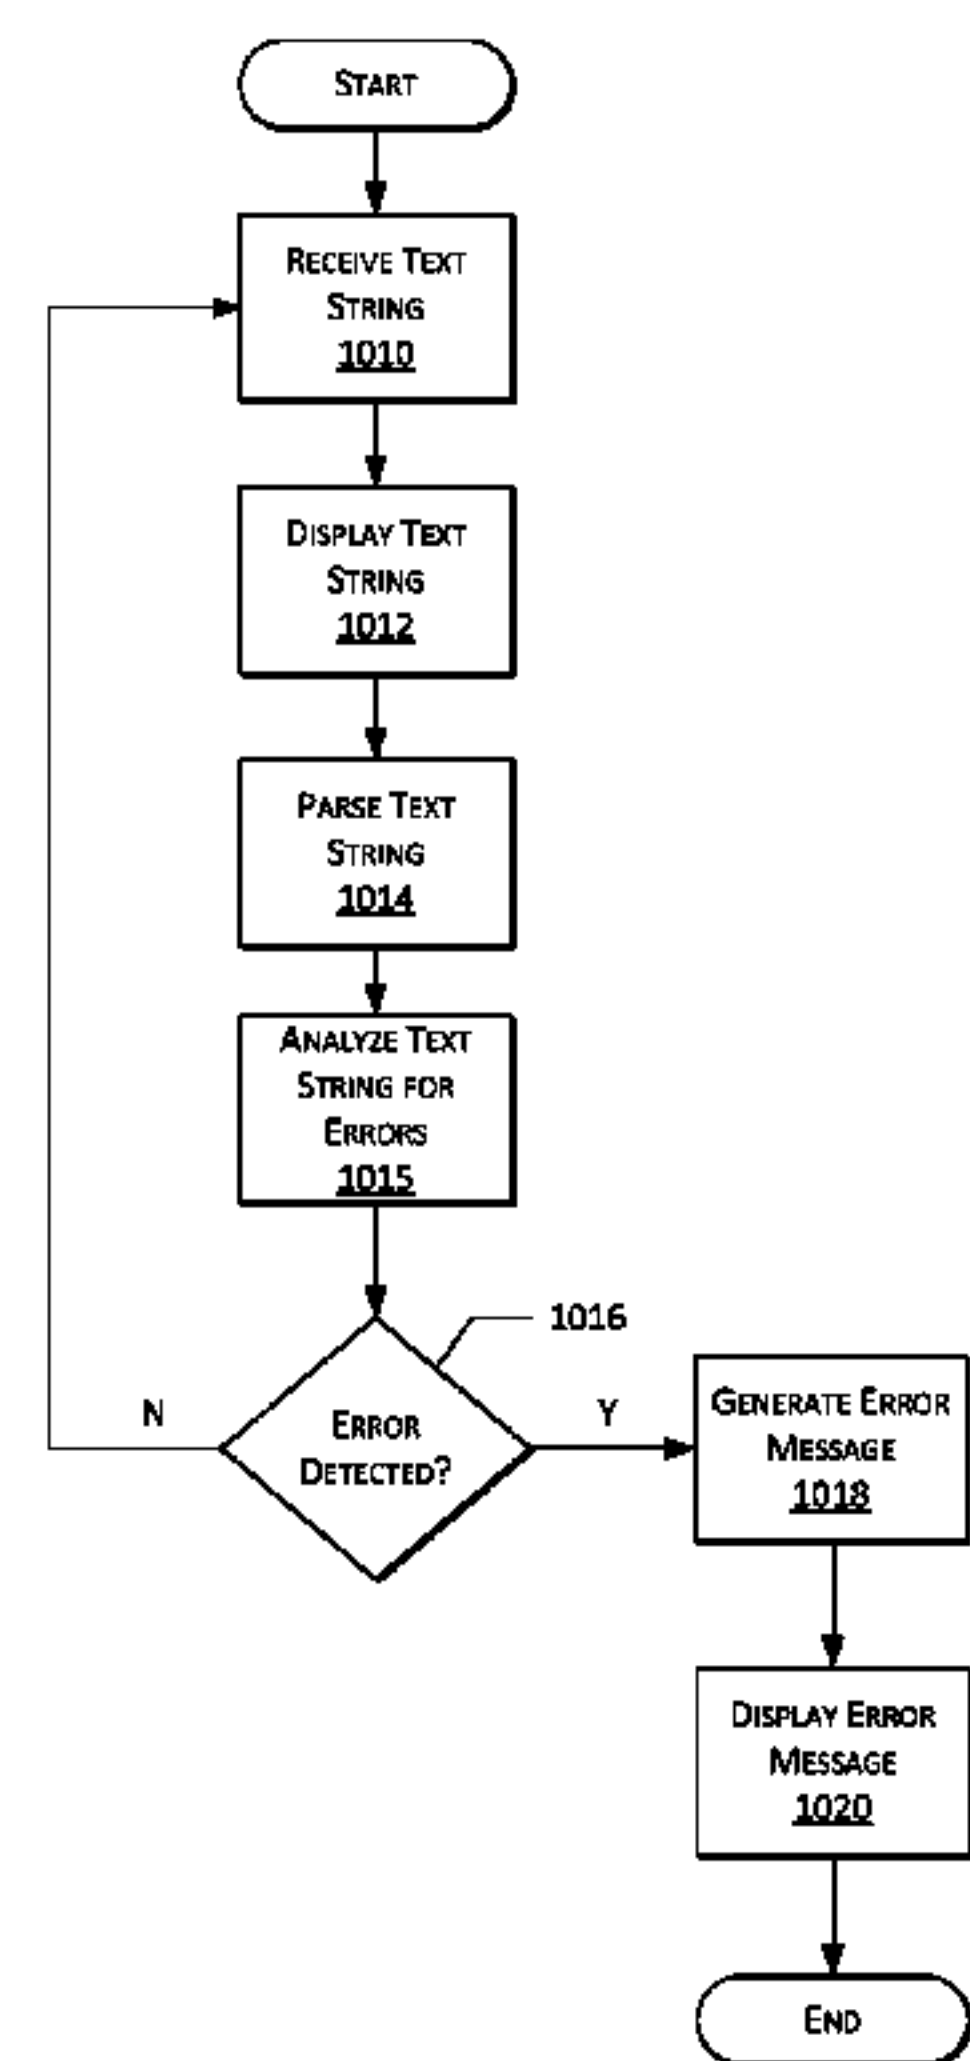 START
RECEIVE TEXT
STRING
1010
DISPLAY TEXT
STRING
1012
PARSE TEXT
STRING
1014
ANALYZE TEXT
STRING FOR
ERRORS
1015
1016
ERROR
DETECTED?
N
Y
GENERATE ERROR
MESSAGE
1018
DISPLAY ERROR
MESSAGE
1020
END